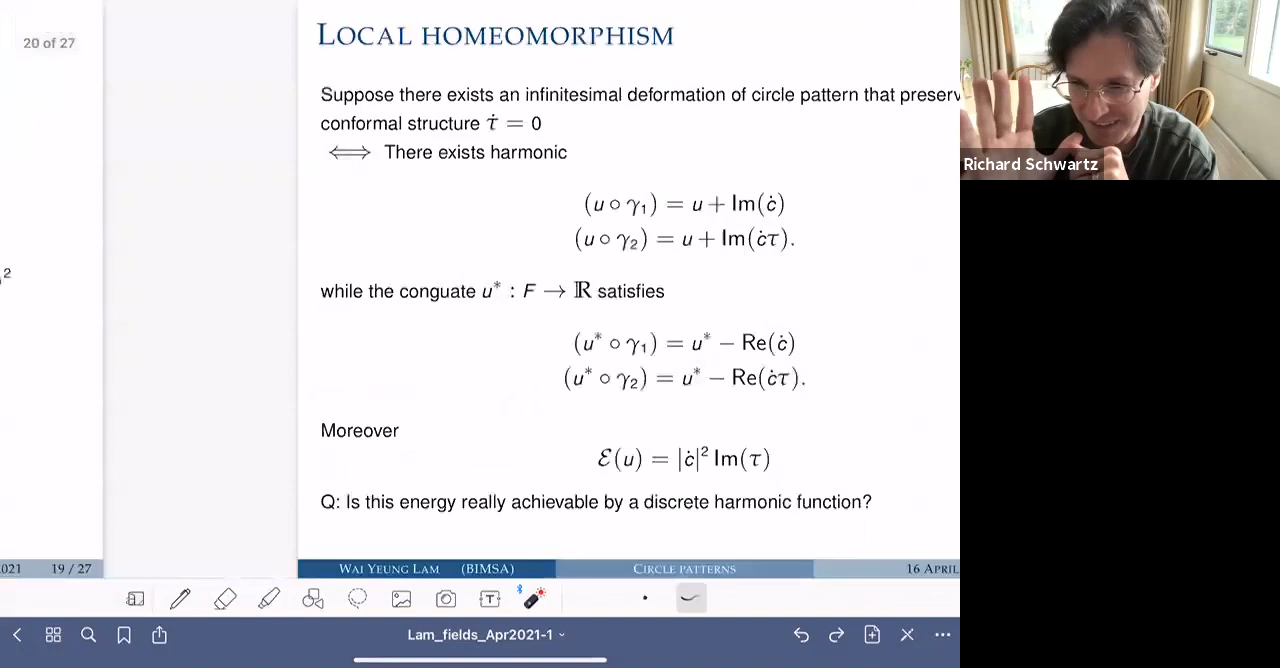 20 of 27
LOCAL HOMEOMORPHISM
Suppose there exists an infinitesimal deformation of circle pattern that preserv
conformal structure τ̇ = 0
⟺ There exists harmonic
(u ∘ γ₁) = u + Im(ċ)
(u ∘ γ₂) = u + Im(ċτ).
2
while the conguate u* : F → ℝ satisfies
(u* ∘ γ₁) = u* − Re(ċ)
(u* ∘ γ₂) = u* − Re(ċτ).
Moreover
ℰ(u) = |ċ|² Im(τ)
Q: Is this energy really achievable by a discrete harmonic function?
021 19 / 27
WAI YEUNG LAM (BIMSA) CIRCLE PATTERNS 16 APRIL
T
Lam_fields_Apr2021-1
Richard Schwartz